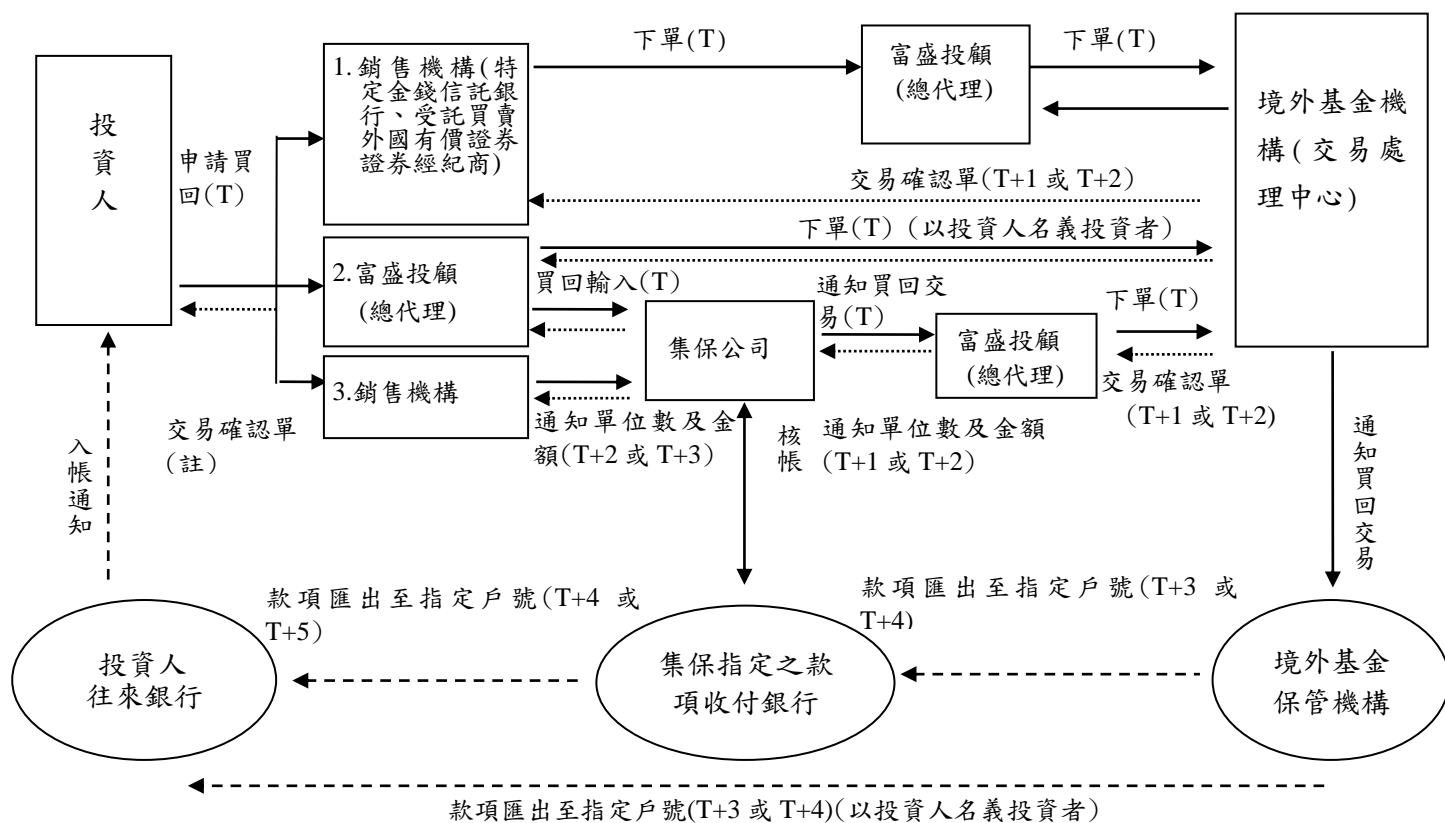 投
資
人
申請買
回(T)
1.銷售機構(特
定金錢信託銀
行、受託買賣
外國有價證券
證券經紀商)
下單(T)
富盛投顧
(總代理)
下單(T)
境外基金機
構(交易處
理中心)
交易確認單(T+1 或 T+2)
下單(T)（以投資人名義投資者）
2.富盛投顧
(總代理)
買回輸入(T)
集保公司
通知買回交
易(T)
富盛投顧
(總代理)
下單(T)
交易確認單
(T+1 或 T+2)
3.銷售機構
交易確認單
(註)
通知單位數及金
額(T+2 或 T+3)
核
帳
通知單位數及金額
(T+1 或 T+2)
入
帳
通
知
通
知
買
回
交
易
款項匯出至指定戶號(T+4 或
T+5)
款項匯出至指定戶號(T+3 或
T+4)
投資人
往來銀行
集保指定之款
項收付銀行
境外基金
保管機構
款項匯出至指定戶號(T+3 或 T+4)(以投資人名義投資者）